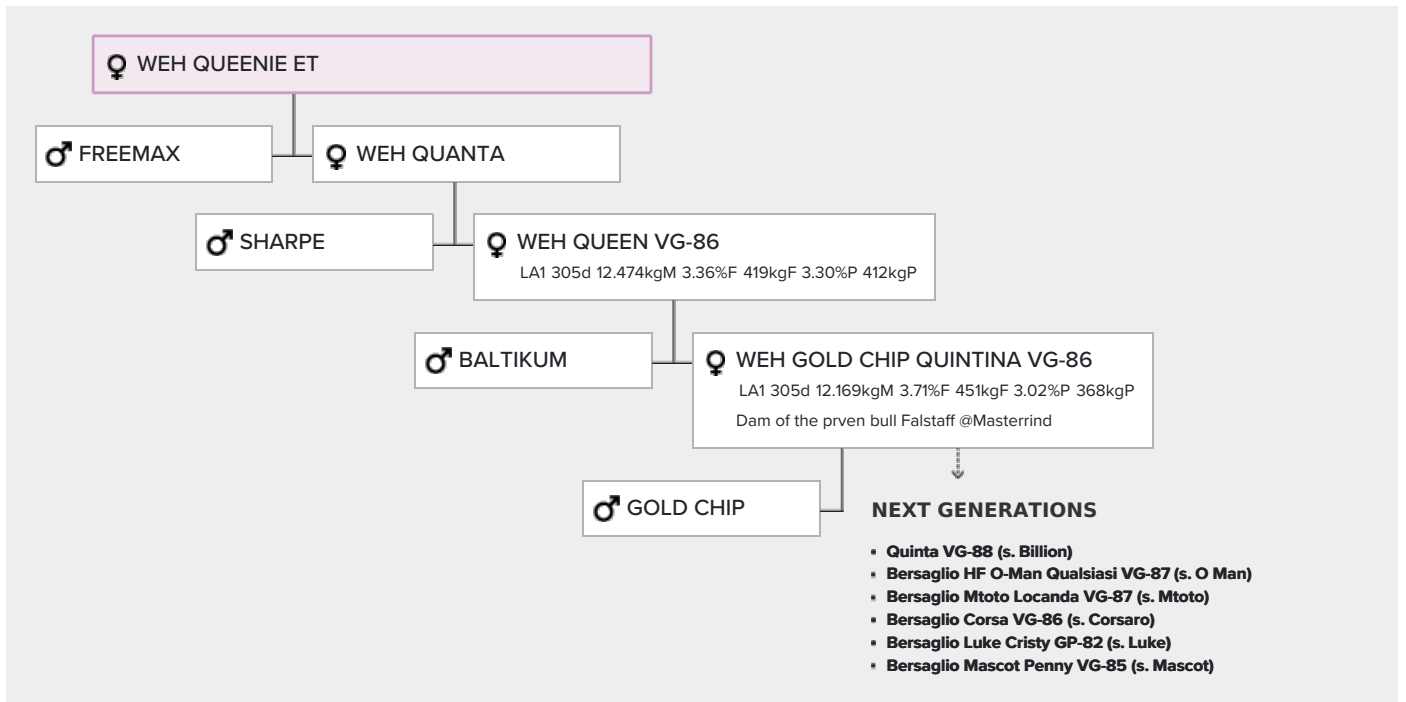 WEH QUEENIE ET
FREEMAX
WEH QUANTA
SHARPE
WEH QUEEN VG-86
LA1 305d 12.474kgM 3.36%F 419kgF 3.30%P 412kgP
BALTIKUM
WEH GOLD CHIP QUINTINA VG-86
LA1 305d 12.169kgM 3.71%F 451kgF 3.02%P 368kgP
Dam of the prven bull Falstaff @Masterrind
GOLD CHIP
NEXT GENERATIONS
Quinta VG-88 (s. Billion)
Bersaglio HF O-Man Qualsiasi VG-87 (s. O Man)
Bersaglio Mtoto Locanda VG-87 (s. Mtoto)
Bersaglio Corsa VG-86 (s. Corsaro)
Bersaglio Luke Cristy GP-82 (s. Luke)
Bersaglio Mascot Penny VG-85 (s. Mascot)